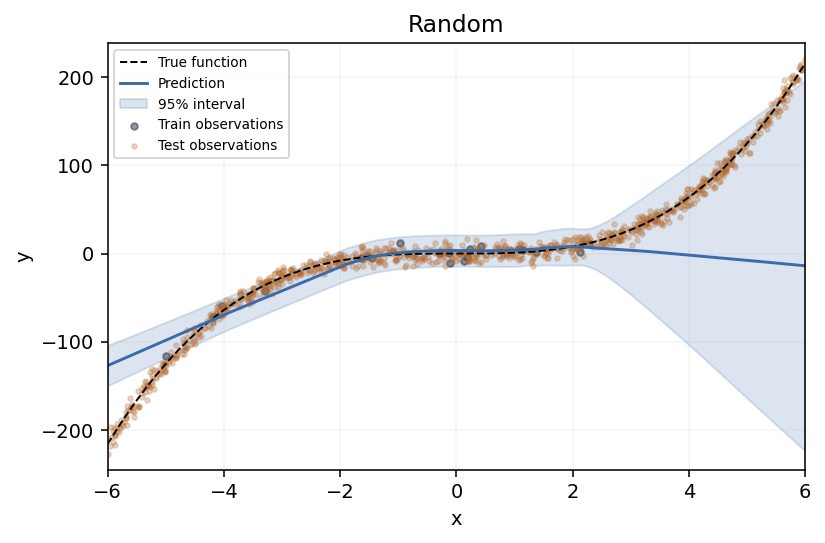 Random
True function
Prediction
95% interval
Train observations
Test observations
200
100
0
−100
−200
y
−6 −4 −2 0 2 4 6
x